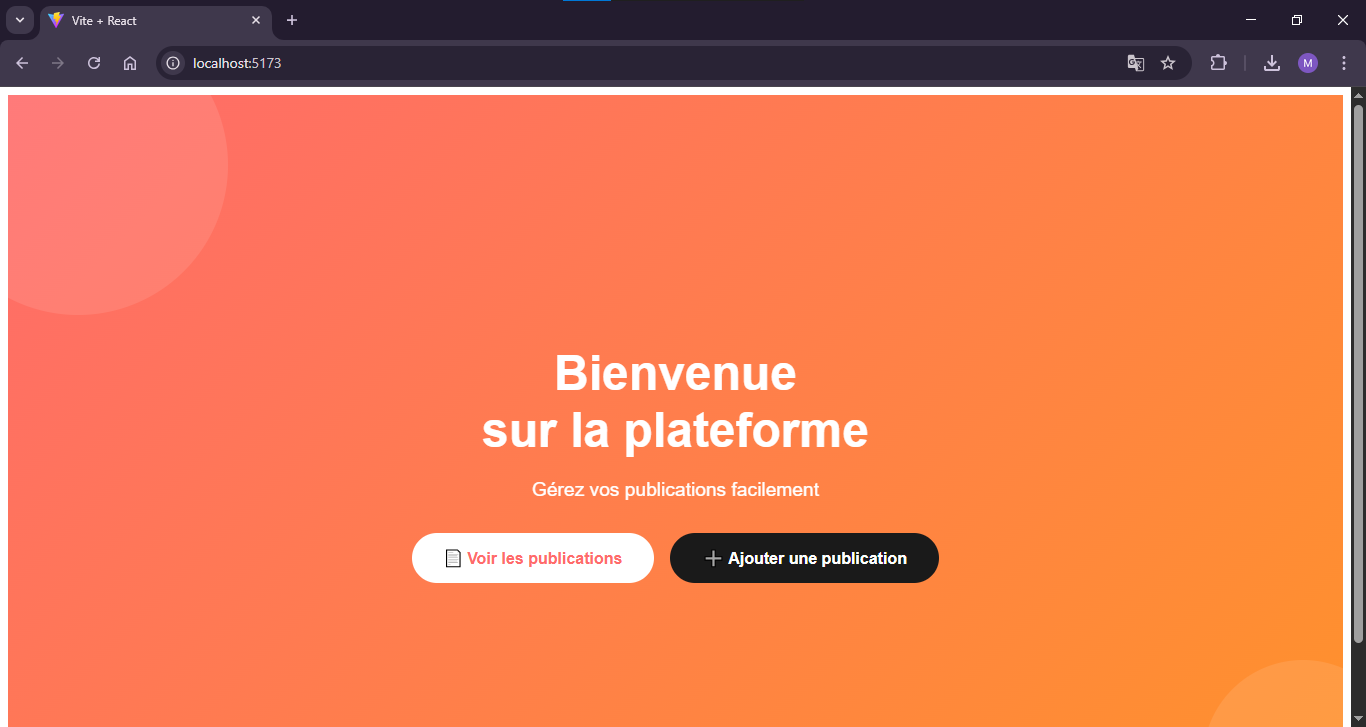 Vite + React
localhost:5173
M
Bienvenue
sur la plateforme
Gérez vos publications facilement
Voir les publications
Ajouter une publication